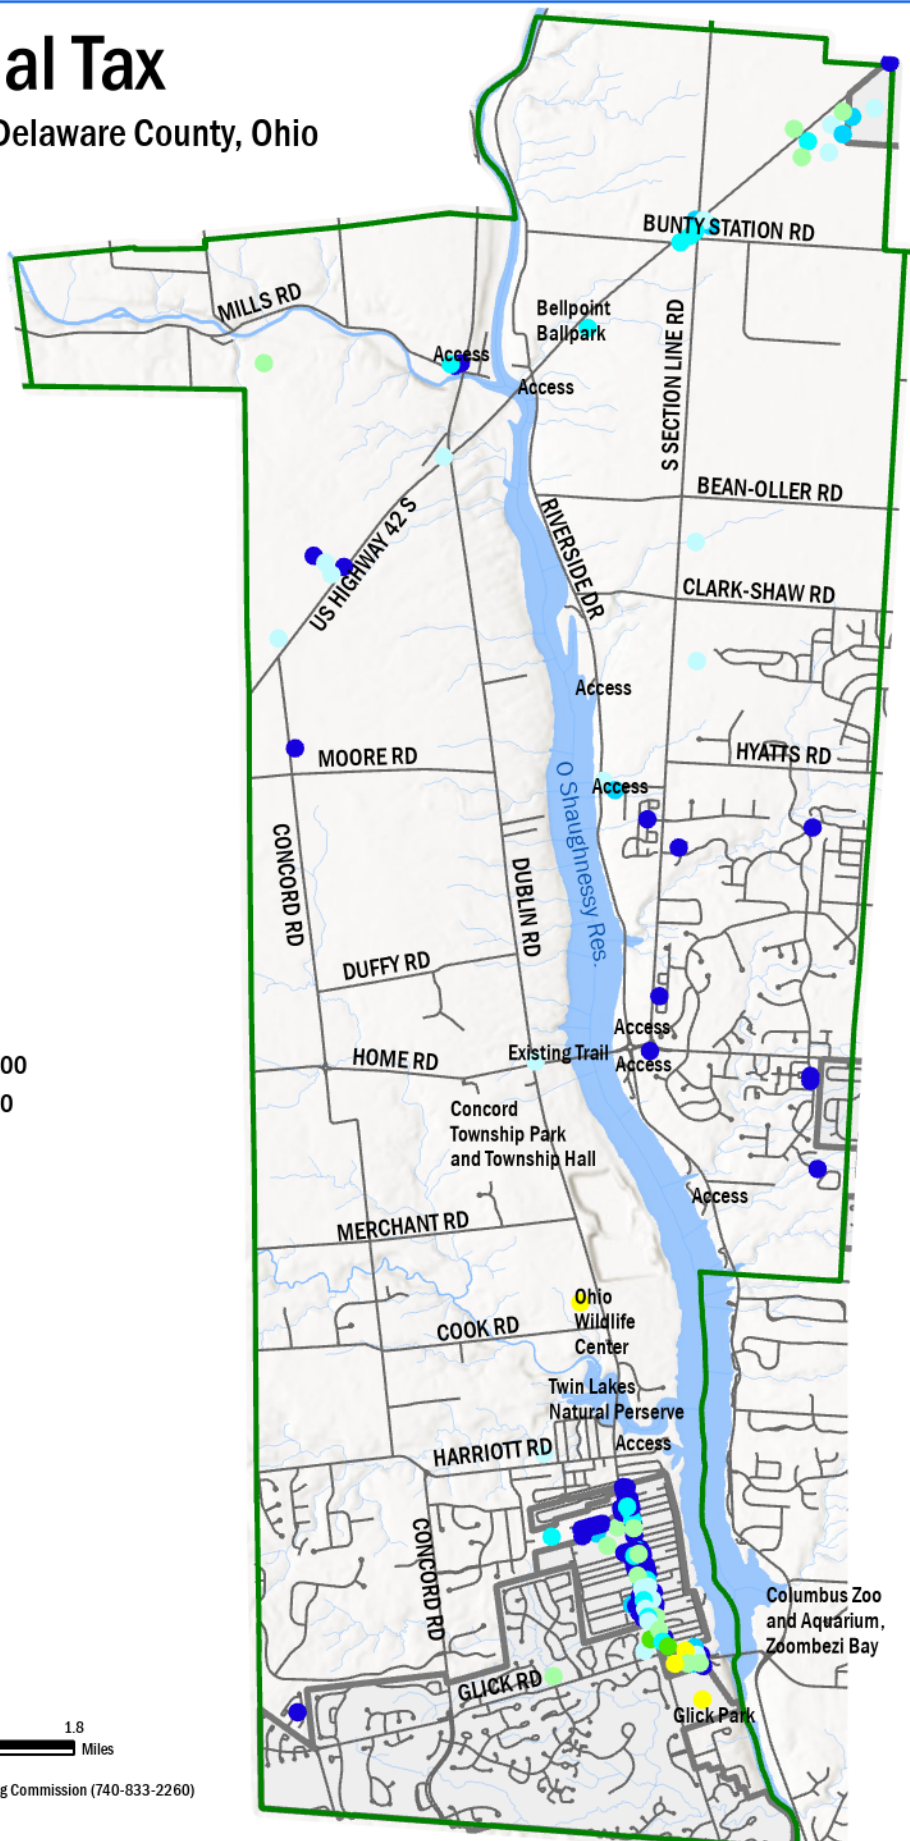 al Tax
Delaware County, Ohio
BUNTY STATION RD
MILLS RD
Bellpoint
Ballpark
S SECTION LINE RD
Access
Access
BEAN-OLLER RD
RIVERSIDE DR
US HIGHWAY 42 S
CLARK-SHAW RD
Access
MOORE RD
HYATTS RD
Access
O Shaughnessy Res.
CONCORD RD
DUBLIN RD
DUFFY RD
Access
Existing Trail
HOME RD
Access
00
0
Concord
Township Park
and Township Hall
Access
MERCHANT RD
Ohio
Wildlife
Center
COOK RD
Twin Lakes
Natural Perserve
Access
HARRIOTT RD
CONCORD RD
Columbus Zoo
and Aquarium,
Zoombezi Bay
GLICK RD
Glick Park
1.8
Miles
g Commission (740-833-2260)